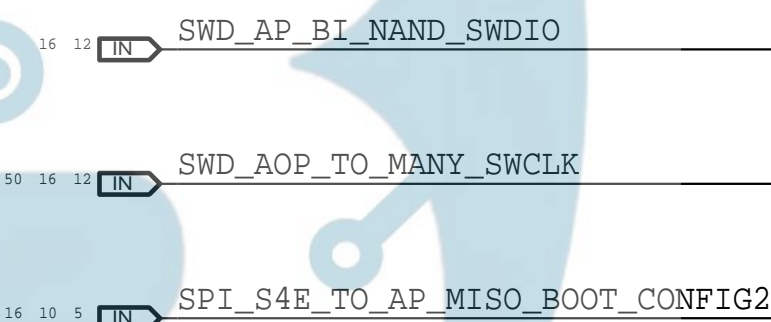 16 12 IN SWD_AP_BI_NAND_SWDIO
50 16 12 IN SWD_AOP_TO_MANY_SWCLK
16 10 5 IN SPI_S4E_TO_AP_MISO_BOOT_CONFIG2